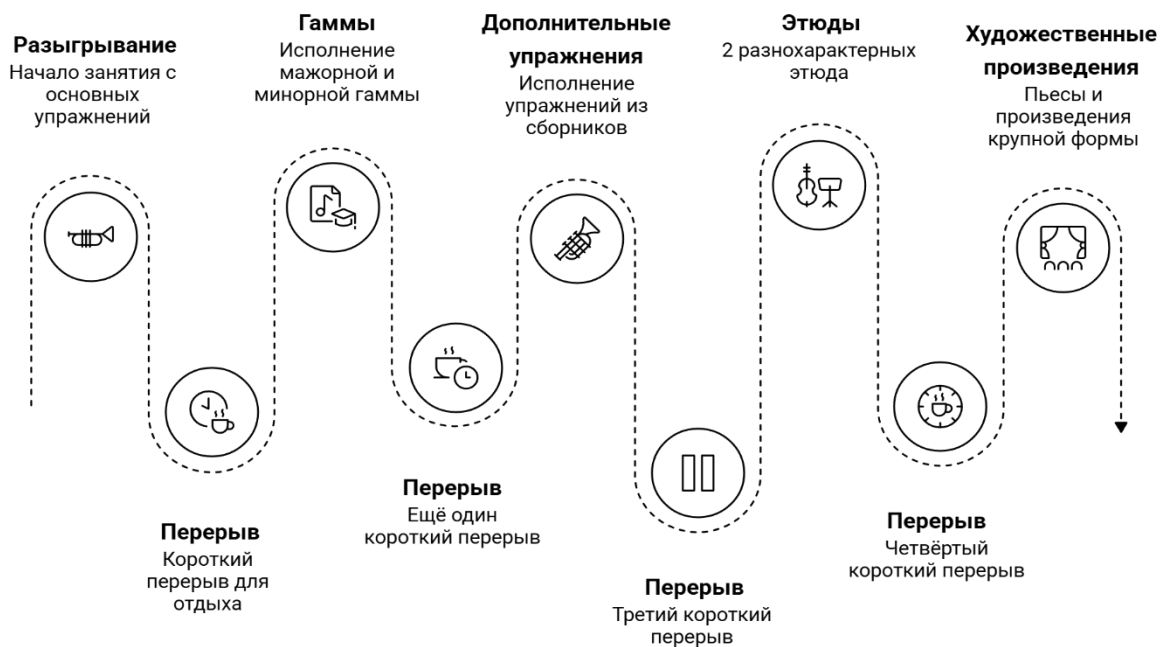 Разыгрывание
Начало занятия с
основных
упражнений
Перерыв
Короткий
перерыв для
отдыха
Гаммы
Исполнение
мажорной и
минорной гаммы
Перерыв
Ещё один
короткий перерыв
Дополнительные
упражнения
Исполнение
упражнений из
сборников
Перерыв
Третий короткий
перерыв
Этюды
2 разнохарактерных
этюда
Перерыв
Четвёртый
короткий перерыв
Художественные
произведения
Пьесы и
произведения
крупной формы